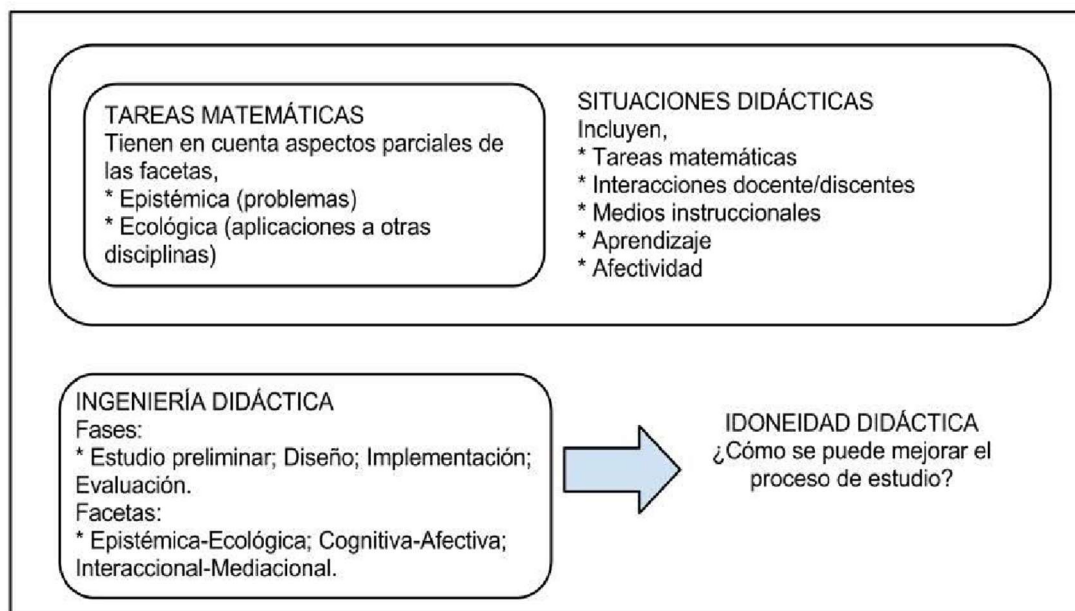 TAREAS MATEMÁTICAS
Tienen en cuenta aspectos parciales de
las facetas,
* Epistémica (problemas)
* Ecológica (aplicaciones a otras
disciplinas)
SITUACIONES DIDÁCTICAS
Incluyen,
* Tareas matemáticas
* Interacciones docente/discentes
* Medios instruccionales
* Aprendizaje
* Afectividad
INGENIERÍA DIDÁCTICA
Fases:
* Estudio preliminar; Diseño; Implementación;
Evaluación.
Facetas:
* Epistémica-Ecológica; Cognitiva-Afectiva;
Interaccional-Mediacional.
IDONEIDAD DIDÁCTICA
¿Cómo se puede mejorar el
proceso de estudio?